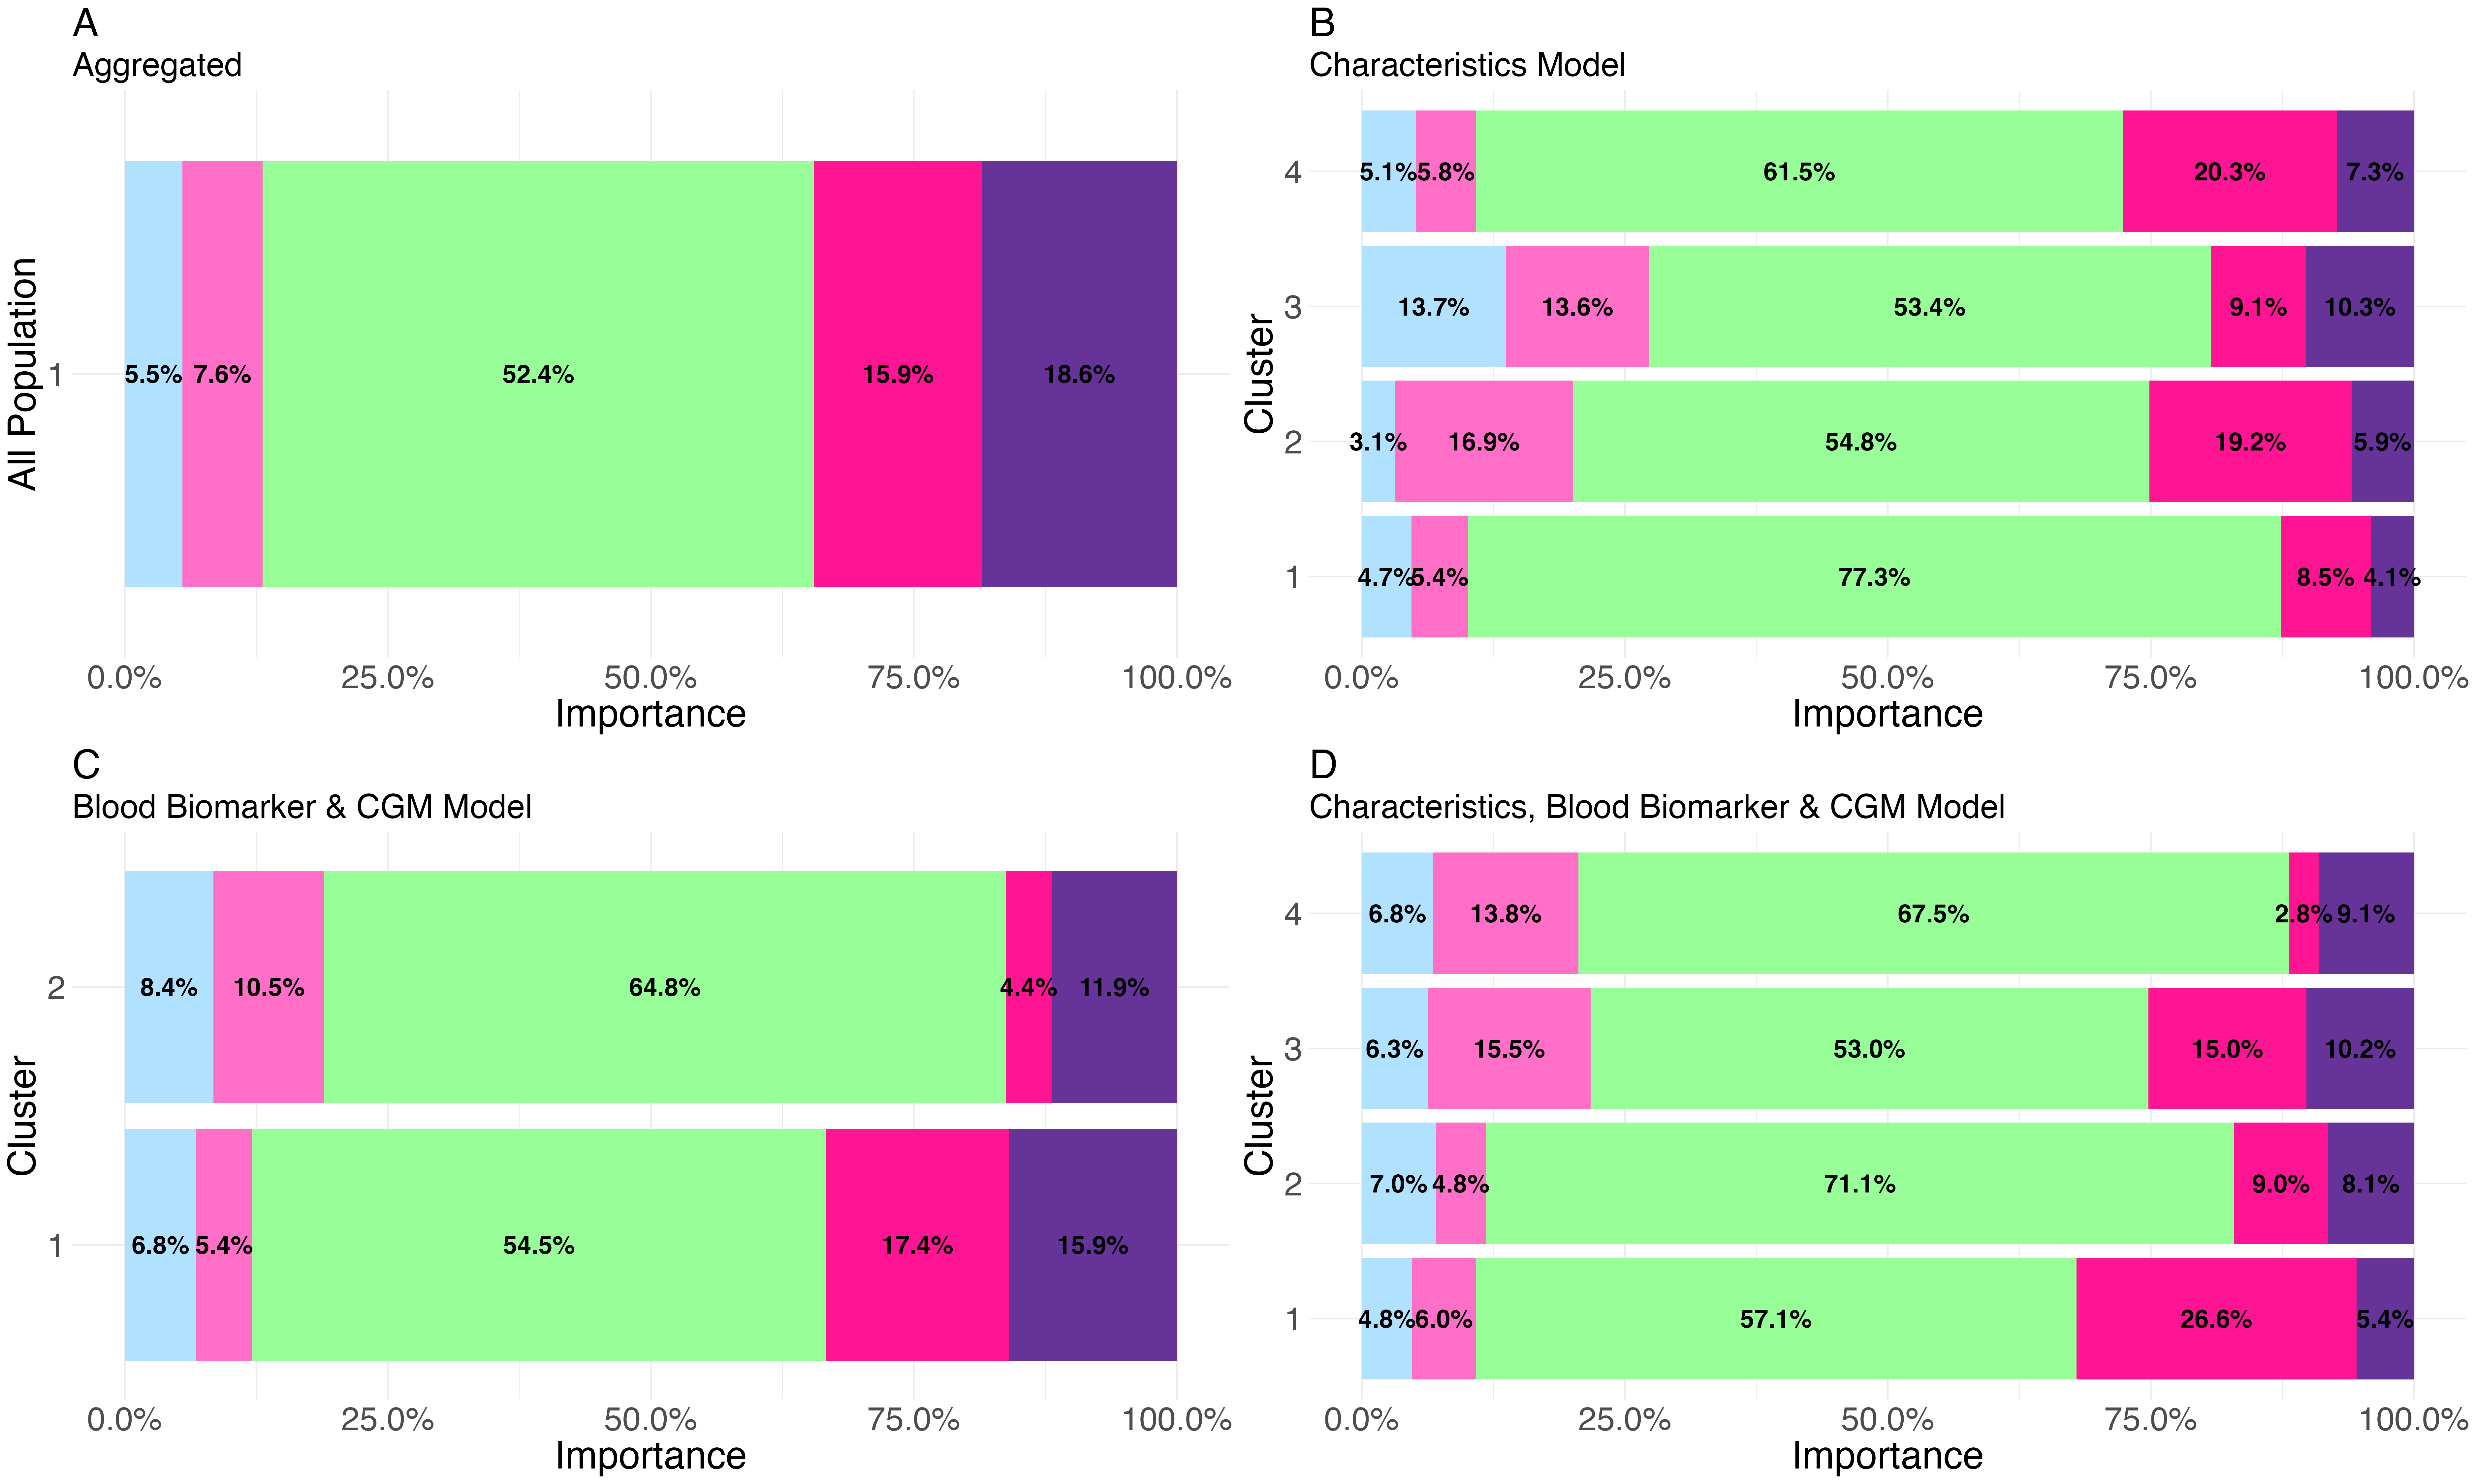 A
Aggregated
All Population
1
5.5% 7.6% 52.4% 15.9% 18.6%
0.0% 25.0% 50.0% 75.0% 100.0%
Importance
B
Characteristics Model
Cluster
4
5.1% 5.8% 61.5% 20.3% 7.3%
3
13.7% 13.6% 53.4% 9.1% 10.3%
2
3.1% 16.9% 54.8% 19.2% 5.9%
1
4.7% 5.4% 77.3% 8.5% 4.1%
0.0% 25.0% 50.0% 75.0% 100.0%
Importance
C
Blood Biomarker & CGM Model
Cluster
2
8.4% 10.5% 64.8% 4.4% 11.9%
1
6.8% 5.4% 54.5% 17.4% 15.9%
0.0% 25.0% 50.0% 75.0% 100.0%
Importance
D
Characteristics, Blood Biomarker & CGM Model
Cluster
4
6.8% 13.8% 67.5% 2.8% 9.1%
3
6.3% 15.5% 53.0% 15.0% 10.2%
2
7.0% 4.8% 71.1% 9.0% 8.1%
1
4.8% 6.0% 57.1% 26.6% 5.4%
0.0% 25.0% 50.0% 75.0% 100.0%
Importance